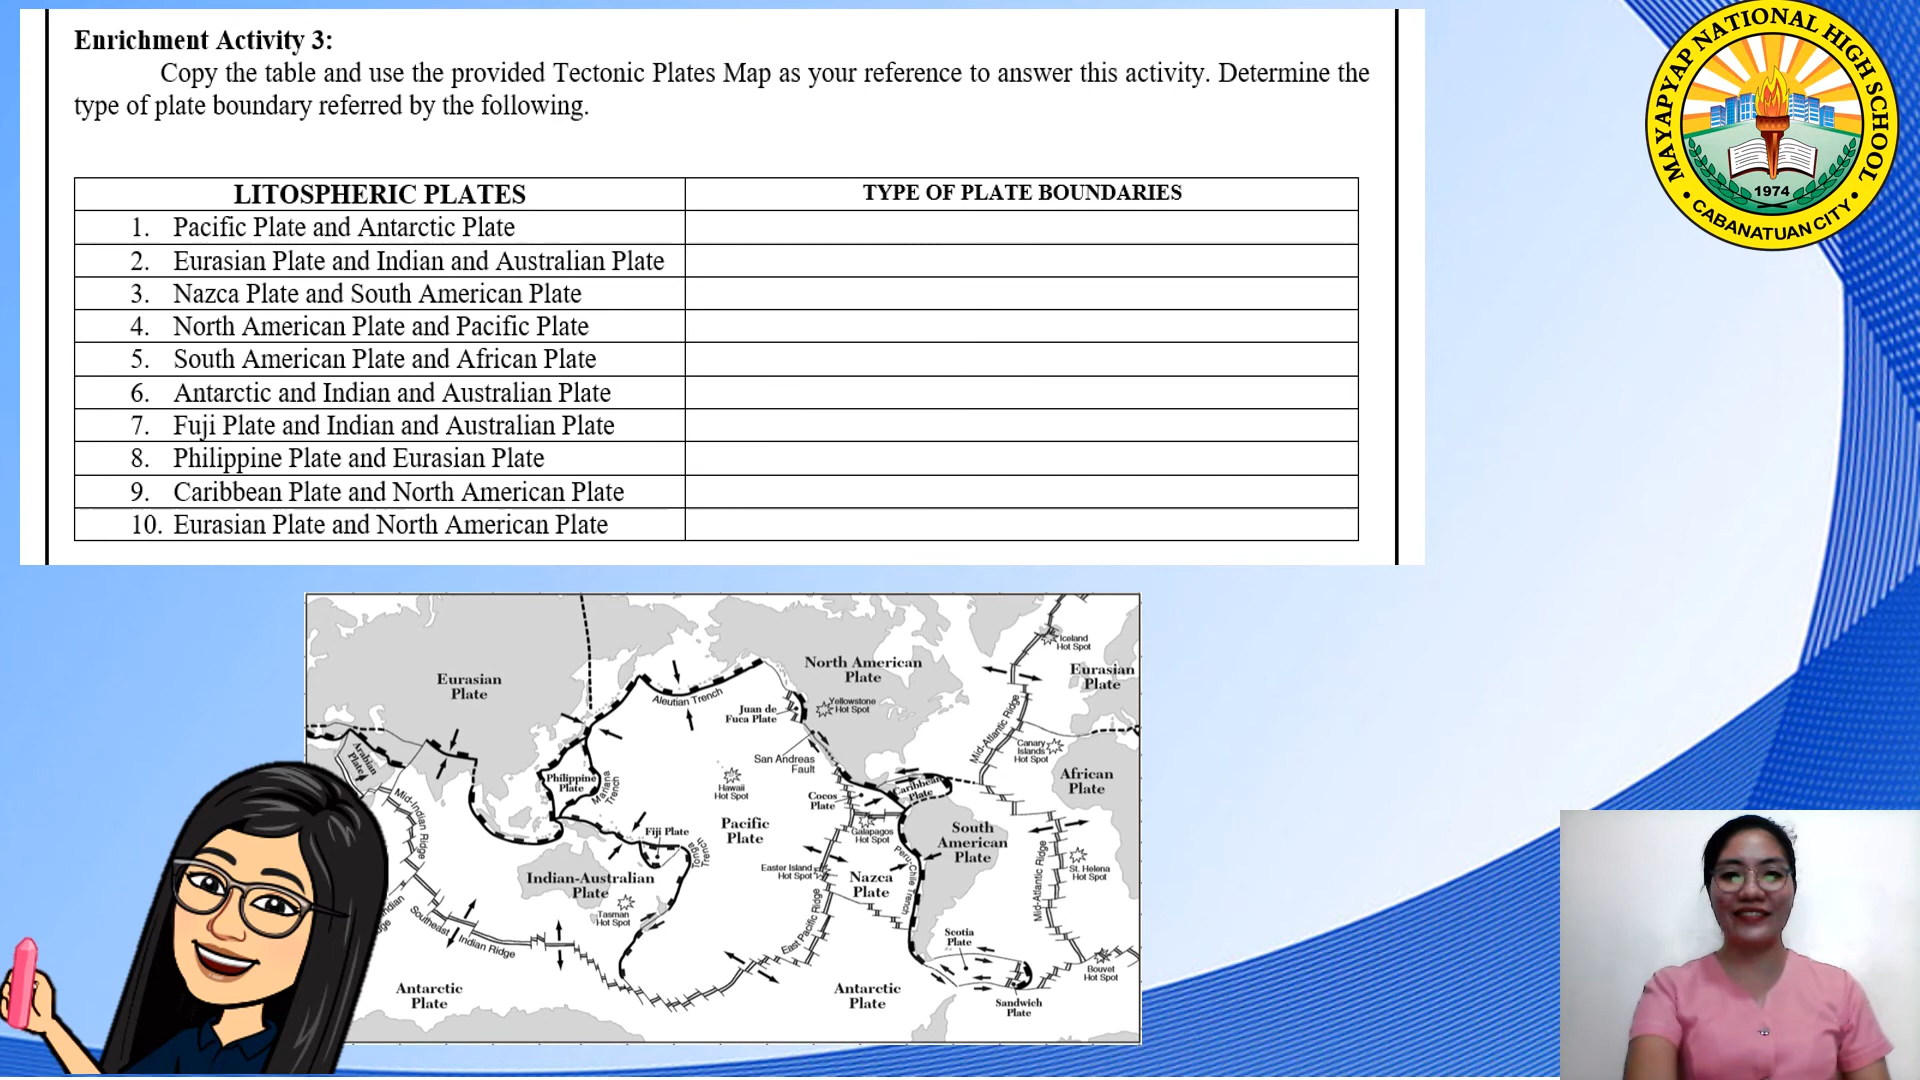 Enrichment Activity 3:
Copy the table and use the provided Tectonic Plates Map as your reference to answer this activity. Determine the
type of plate boundary referred by the following.
LITOSPHERIC PLATES TYPE OF PLATE BOUNDARIES
1. Pacific Plate and Antarctic Plate
2. Eurasian Plate and Indian and Australian Plate
3. Nazca Plate and South American Plate
4. North American Plate and Pacific Plate
5. South American Plate and African Plate
6. Antarctic and Indian and Australian Plate
7. Fuji Plate and Indian and Australian Plate
8. Philippine Plate and Eurasian Plate
9. Caribbean Plate and North American Plate
10. Eurasian Plate and North American Plate
MAYAPYAP NATIONAL HIGH SCHOOL
1974
• CABANATUAN CITY •
Eurasian
Plate
Aleutian Trench
North American
Plate
Juan de
Fuca Plate
Yellowstone
Hot Spot
Iceland
Hot Spot
Eurasian
Plate
Mid-Atlantic Ridge
San Andreas
Fault
Canary
Islands
Hot Spot
African
Plate
Arabian
Plate
Philippine
Plate
Mariana
Trench
Hawaii
Hot Spot
Cocos
Plate
Caribbean
Plate
Mid-Indian Ridge
Fiji Plate
Tonga
Trench
Pacific
Plate
Galapagos
Hot Spot
South
American
Plate
Easter Island
Hot Spot
Nazca
Plate
Peru-Chile Trench
Mid-Atlantic Ridge
St. Helena
Hot Spot
Indian-Australian
Plate
Tasman
Hot Spot
Southeast Indian Ridge
East Pacific Ridge
Scotia
Plate
Bouvet
Hot Spot
Antarctic
Plate
Antarctic
Plate
Sandwich
Plate